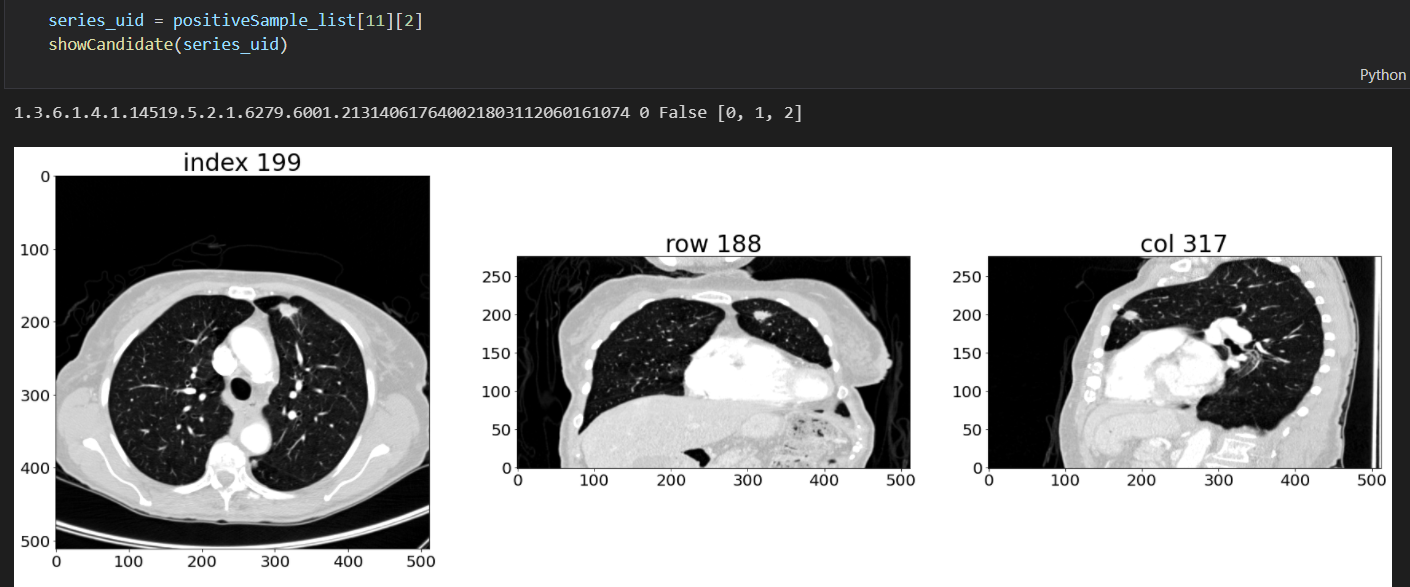 series_uid = positiveSample_list[11][2]
showCandidate(series_uid)
Python
1.3.6.1.4.1.14519.5.2.1.6279.6001.213140617640021803112060161074 0 False [0, 1, 2]
index 199
0
100
200
300
400
500
0 100 200 300 400 500
row 188
250
200
150
100
50
0
0 100 200 300 400 500
col 317
250
200
150
100
50
0
0 100 200 300 400 500